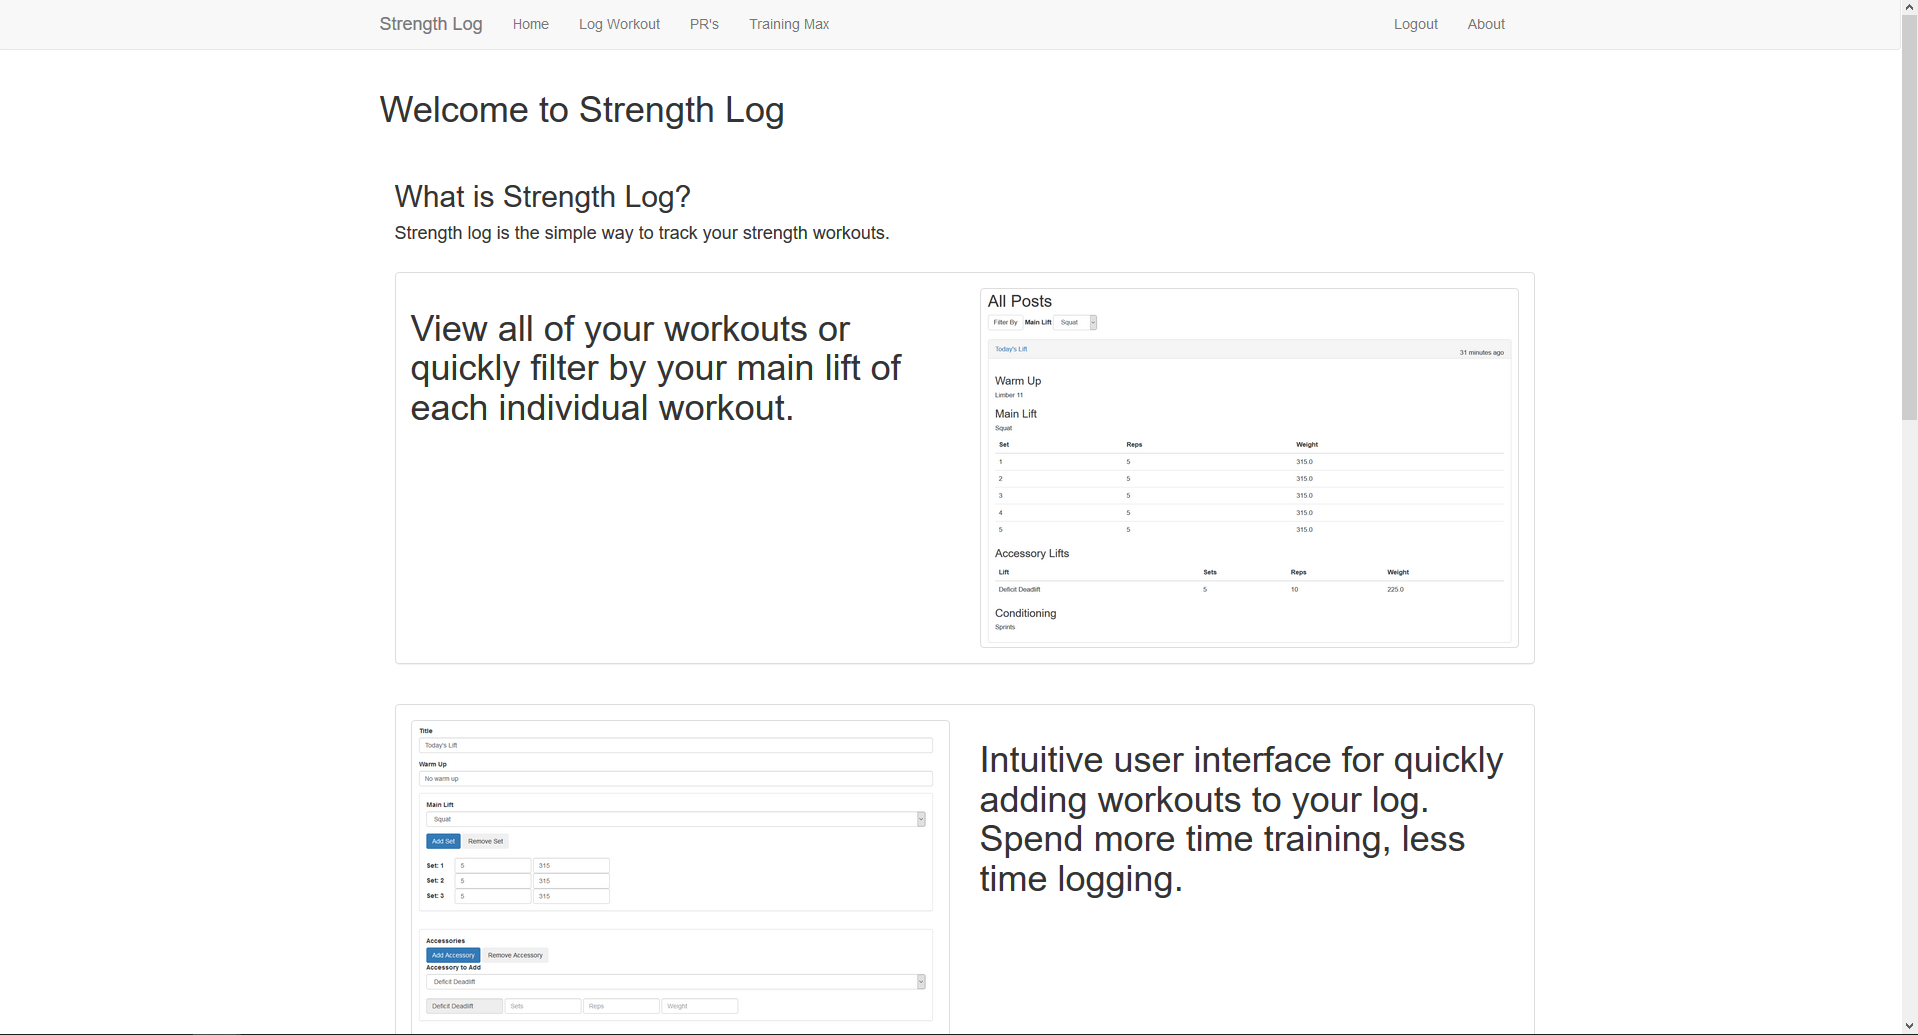 Strength Log Home Log Workout PR's Training Max Logout About
Welcome to Strength Log
What is Strength Log?
Strength log is the simple way to track your strength workouts.
View all of your workouts or
quickly filter by your main lift of
each individual workout.
All Posts
Filter By Main Lift Squat
Today's Lift 31 minutes ago
Warm Up
Limber 11
Main Lift
Squat
Set Reps Weight
1 5 315.0
2 5 315.0
3 5 315.0
4 5 315.0
5 5 315.0
Accessory Lifts
Lift Sets Reps Weight
Deficit Deadlift 5 10 225.0
Conditioning
Sprints
Title
Today's Lift
Warm Up
No warm up
Main Lift
Squat
Add Set Remove Set
Set: 1 5 315
Set: 2 5 315
Set: 3 5 315
Accessories
Add Accessory Remove Accessory
Accessory to Add
Deficit Deadlift
Deficit Deadlift Sets Reps Weight
Intuitive user interface for quickly
adding workouts to your log.
Spend more time training, less
time logging.